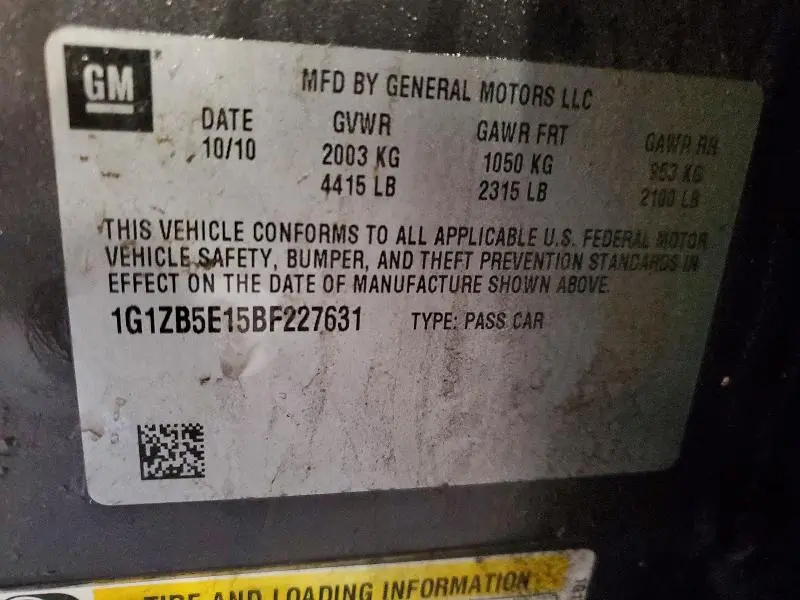 GM
MFD BY GENERAL MOTORS LLC
DATE GVWR GAWR FRT GAWR RR
10/10 2003 KG 1050 KG 953 KG
4415 LB 2315 LB 2100 LB
THIS VEHICLE CONFORMS TO ALL APPLICABLE U.S. FEDERAL MOTOR
VEHICLE SAFETY, BUMPER, AND THEFT PREVENTION STANDARDS IN
EFFECT ON THE DATE OF MANUFACTURE SHOWN ABOVE.
1G1ZB5E15BF227631 TYPE: PASS CAR
TIRE AND LOADING INFORMATION